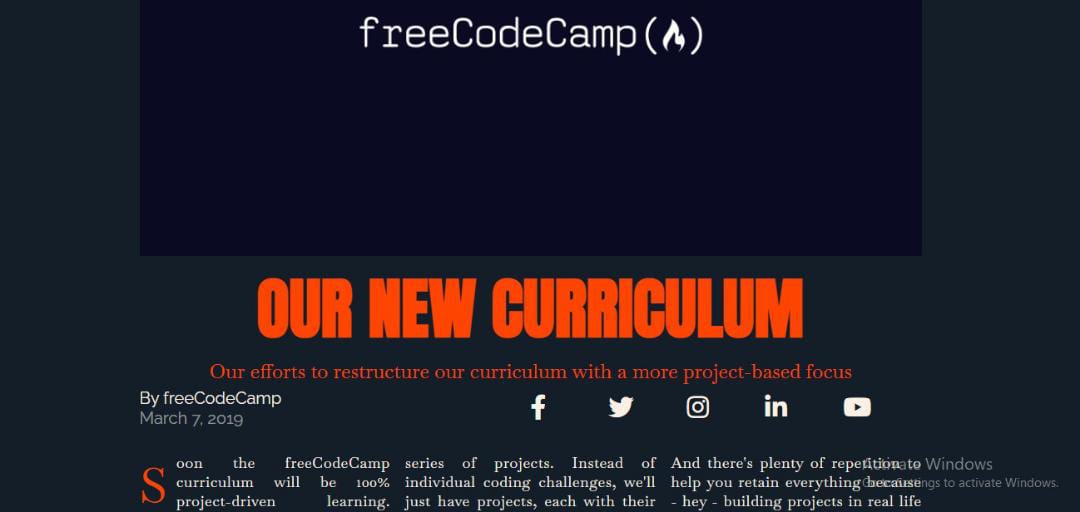 freeCodeCamp(🔥)
OUR NEW CURRICULUM
Our efforts to restructure our curriculum with a more project-based focus
By freeCodeCamp
March 7, 2019
Soon the freeCodeCamp
curriculum will be 100%
project-driven learning.
series of projects. Instead of
individual coding challenges, we'll
just have projects, each with their
And there's plenty of repetition to
help you retain everything because
- hey - building projects in real life
Activate Windows
Go to Settings to activate Windows.